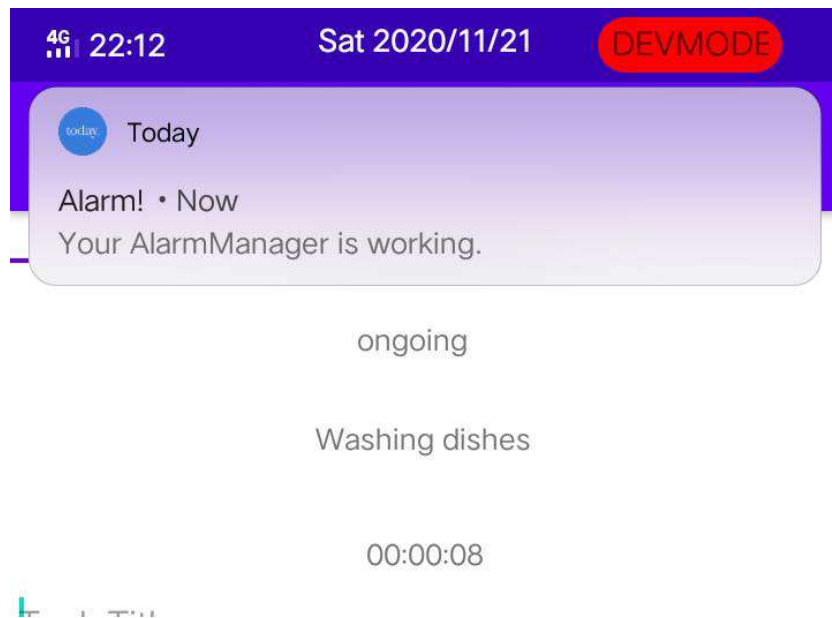 4G 22:12 Sat 2020/11/21 DEVMODE
today Today
Alarm! • Now
Your AlarmManager is working.
ongoing
Washing dishes
00:00:08